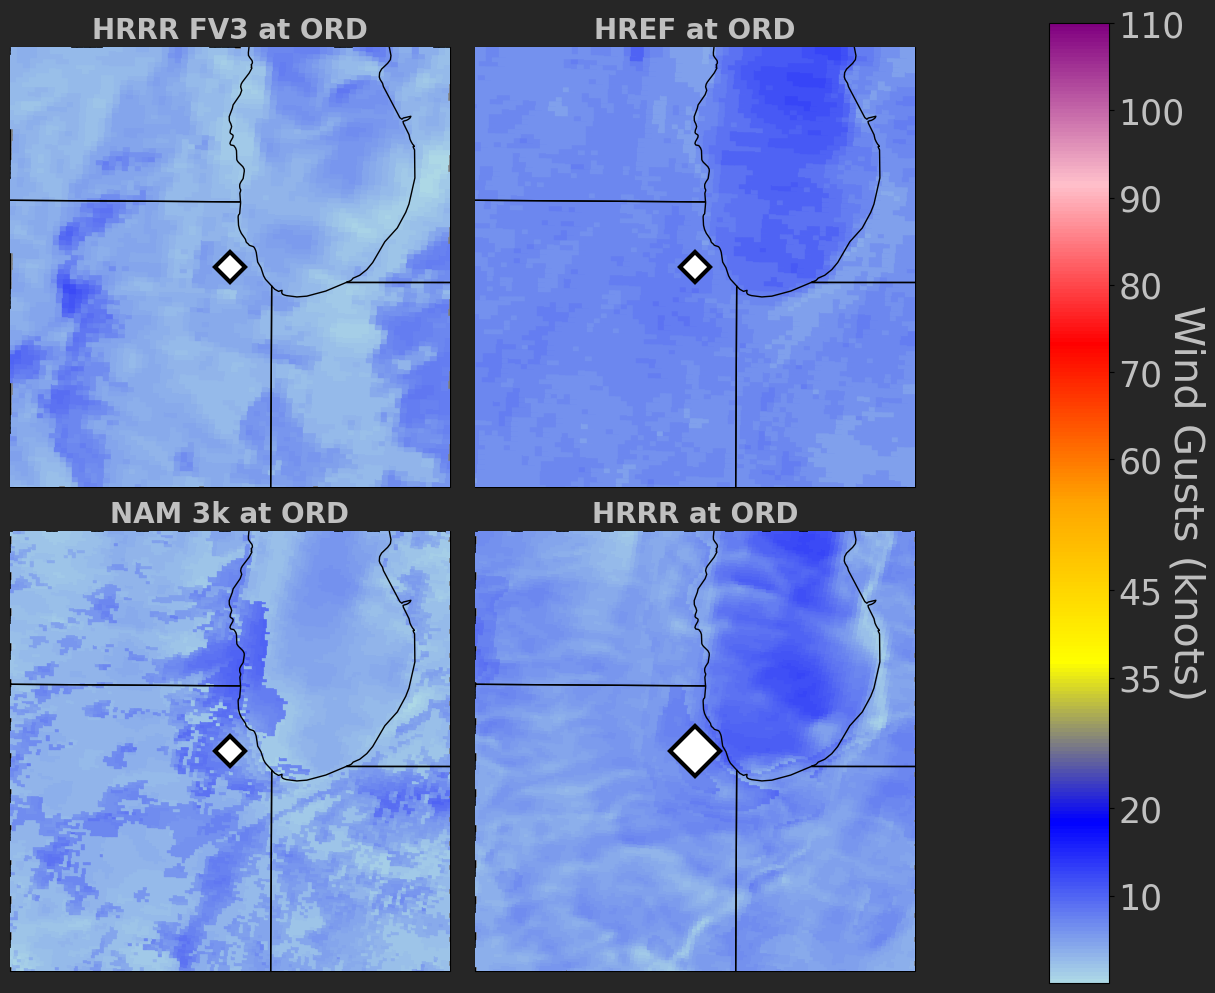 HRRR FV3 at ORD
HREF at ORD
NAM 3k at ORD
HRRR at ORD
110
100
90
80
70
60
45
35
20
10
Wind Gusts (knots)